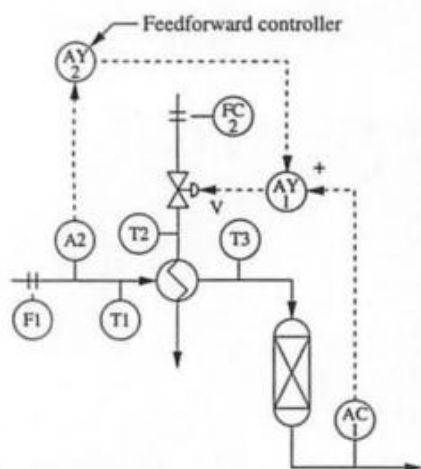 Feedforward controller
AY
2
FC
2
+
AY
1
V
T2
T3
A2
F1
T1
AC
1